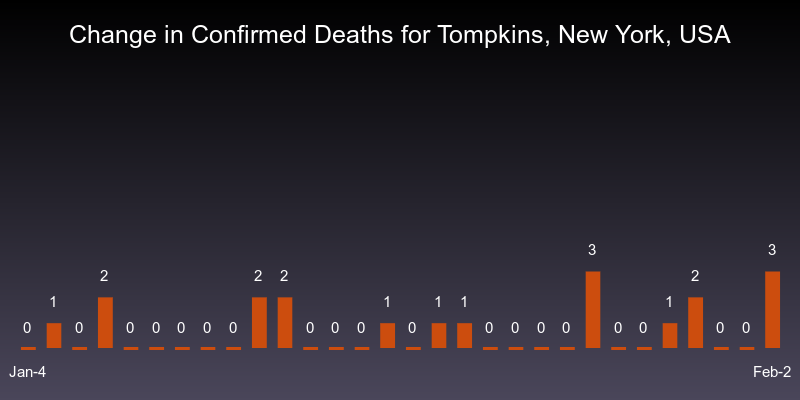 Change in Confirmed Deaths for Tompkins, New York, USA
0 1 0 2 0 0 0 0 0 2 2 0 0 0 1 0 1 1 0 0 0 0 3 0 0 1 2 0 0 3
Jan-4 Feb-2